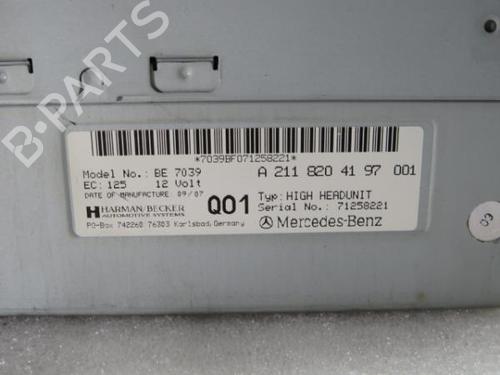 B-PARTS
*7039BF071258221*
Model No.: BE 7039 A 211 820 41 97 001
EC: 125 12 Volt
DATE OF MANUFACTURE 09/07
Q01
Typ: HIGH HEADUNIT
HARMAN/BECKER
AUTOMOTIVE SYSTEMS
Serial No.: 71258221
PO-Box 742260 76303 Karlsbad, Germany
Mercedes-Benz